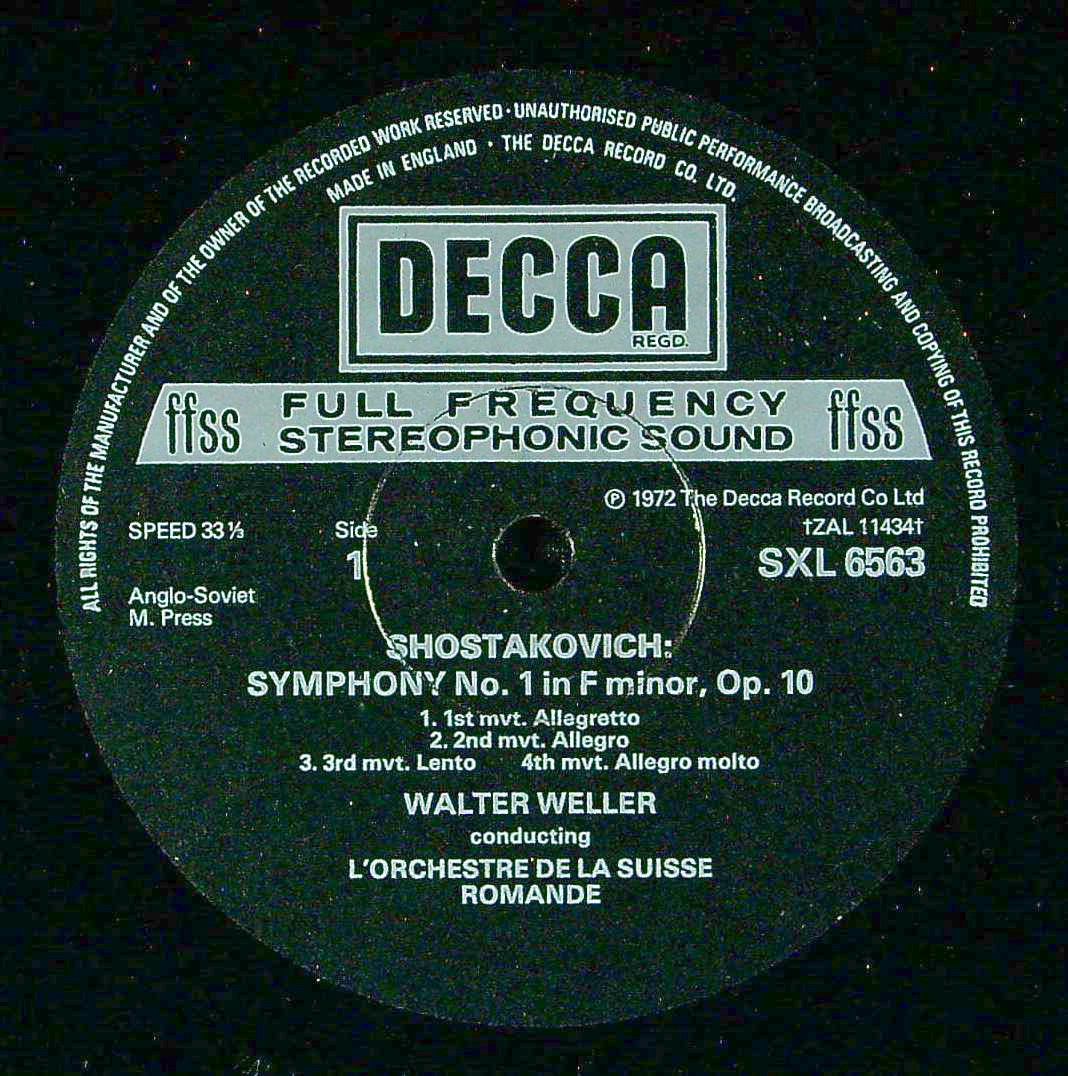 ALL RIGHTS OF THE MANUFACTURER AND OF THE OWNER OF THE RECORDED WORK RESERVED · UNAUTHORISED PUBLIC PERFORMANCE BROADCASTING AND COPYING OF THIS RECORD PROHIBITED
MADE IN ENGLAND · THE DECCA RECORD CO. LTD.
DECCA
REGD.
ffss FULL FREQUENCY ffss
STEREOPHONIC SOUND
℗ 1972 The Decca Record Co Ltd
SPEED 33⅓ Side †ZAL 11434†
1 SXL 6563
Anglo-Soviet
M. Press
SHOSTAKOVICH:
SYMPHONY No. 1 in F minor, Op. 10
1. 1st mvt. Allegretto
2. 2nd mvt. Allegro
3. 3rd mvt. Lento 4th mvt. Allegro molto
WALTER WELLER
conducting
L'ORCHESTRE DE LA SUISSE
ROMANDE